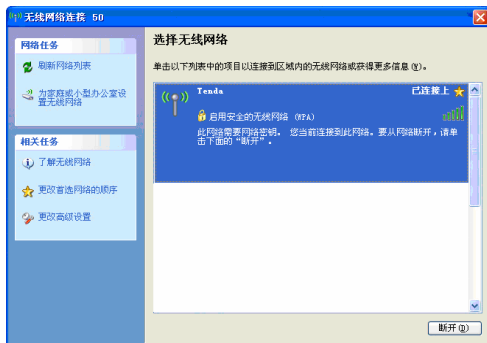 无线网络连接 50
网络任务
刷新网络列表
为家庭或小型办公室设
置无线网络
相关任务
了解无线网络
更改首选网络的顺序
更改高级设置
选择无线网络
单击以下列表中的项目以连接到区域内的无线网络或获得更多信息(W)。
Tenda 已连接上
启用安全的无线网络 (WPA)
此网络需要网络密钥。 您当前连接到此网络。要从网络断开，请单
击下面的“断开”。
断开(D)